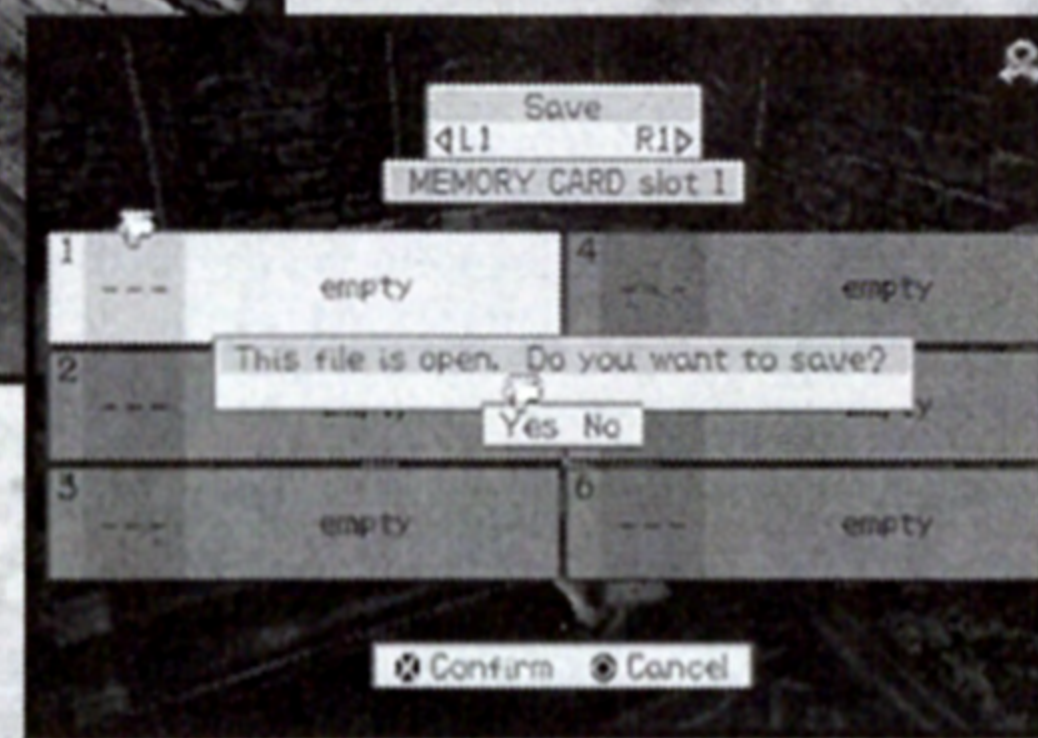 Save
L1 R1
MEMORY CARD slot 1
1 --- empty
4 --- empty
This file is open. Do you want to save?
2 ---
Yes No
3 --- empty
6 --- empty
Confirm Cancel